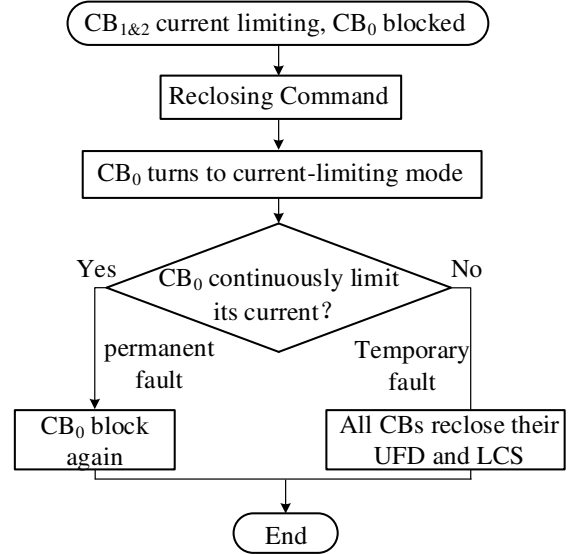 CB₁&₂ current limiting, CB₀ blocked
Reclosing Command
CB₀ turns to current-limiting mode
Yes
No
CB₀ continuously limit
its current?
permanent
fault
Temporary
fault
CB₀ block
again
All CBs reclose their
UFD and LCS
End